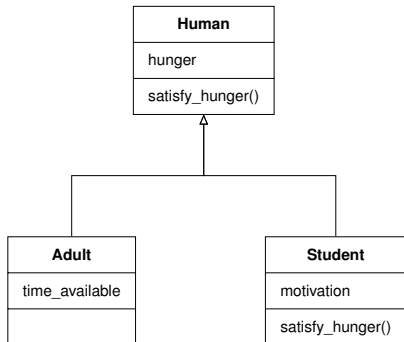 Human
hunger
satisfy_hunger()
Adult
time_available
Student
motivation
satisfy_hunger()